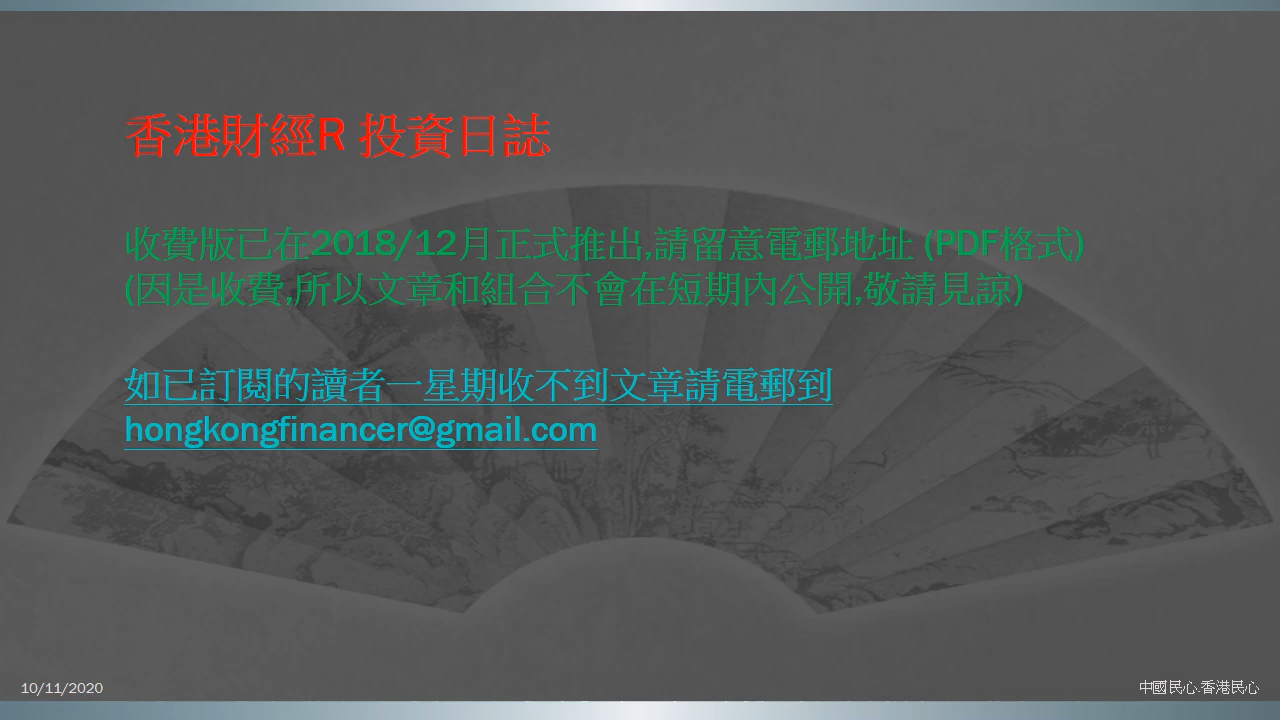 香港財經R 投資日誌
收費版已在2018/12月正式推出,請留意電郵地址 (PDF格式)
(因是收費,所以文章和組合不會在短期內公開,敬請見諒)
如已訂閱的讀者一星期收不到文章請電郵到
hongkongfinancer@gmail.com
10/11/2020
中國民心.香港民心